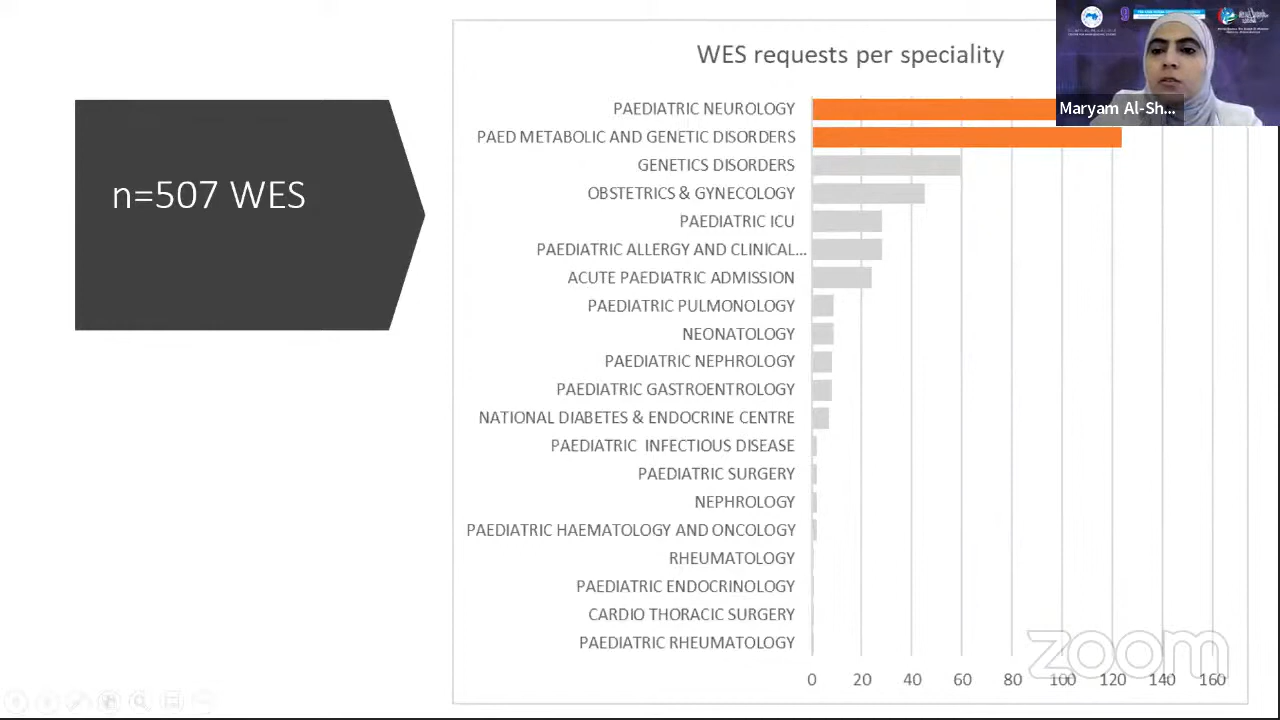 WES requests per speciality
Maryam Al-Sh...
n=507 WES
PAEDIATRIC NEUROLOGY
PAED METABOLIC AND GENETIC DISORDERS
GENETICS DISORDERS
OBSTETRICS & GYNECOLOGY
PAEDIATRIC ICU
PAEDIATRIC ALLERGY AND CLINICAL...
ACUTE PAEDIATRIC ADMISSION
PAEDIATRIC PULMONOLOGY
NEONATOLOGY
PAEDIATRIC NEPHROLOGY
PAEDIATRIC GASTROENTEROLOGY
NATIONAL DIABETES & ENDOCRINE CENTRE
PAEDIATRIC  INFECTIOUS DISEASE
PAEDIATRIC SURGERY
NEPHROLOGY
PAEDIATRIC HAEMATOLOGY AND ONCOLOGY
RHEUMATOLOGY
PAEDIATRIC ENDOCRINOLOGY
CARDIO THORACIC SURGERY
PAEDIATRIC RHEUMATOLOGY
0 20 40 60 80 100 120 140 160
zoom